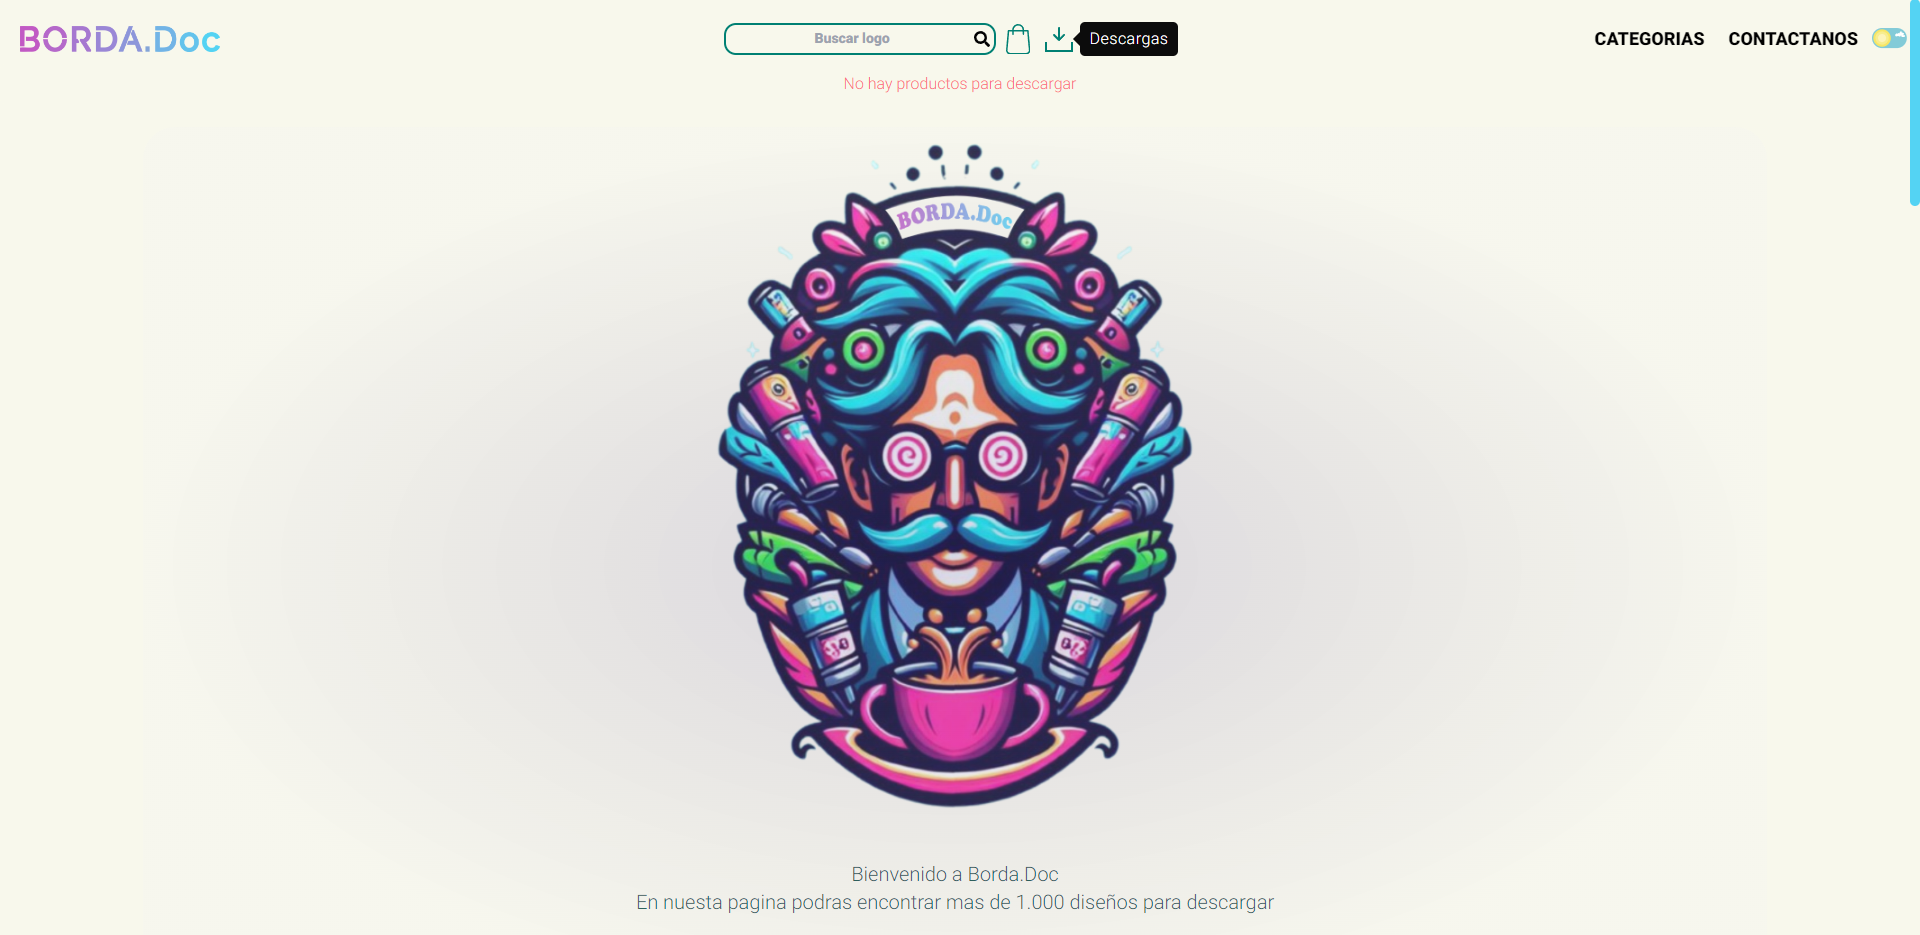 BORDA.Doc
Buscar logo
Descargas
CATEGORIAS
CONTACTANOS
No hay productos para descargar
BORDA.Doc
Bienvenido a Borda.Doc
En nuesta pagina podras encontrar mas de 1.000 diseños para descargar